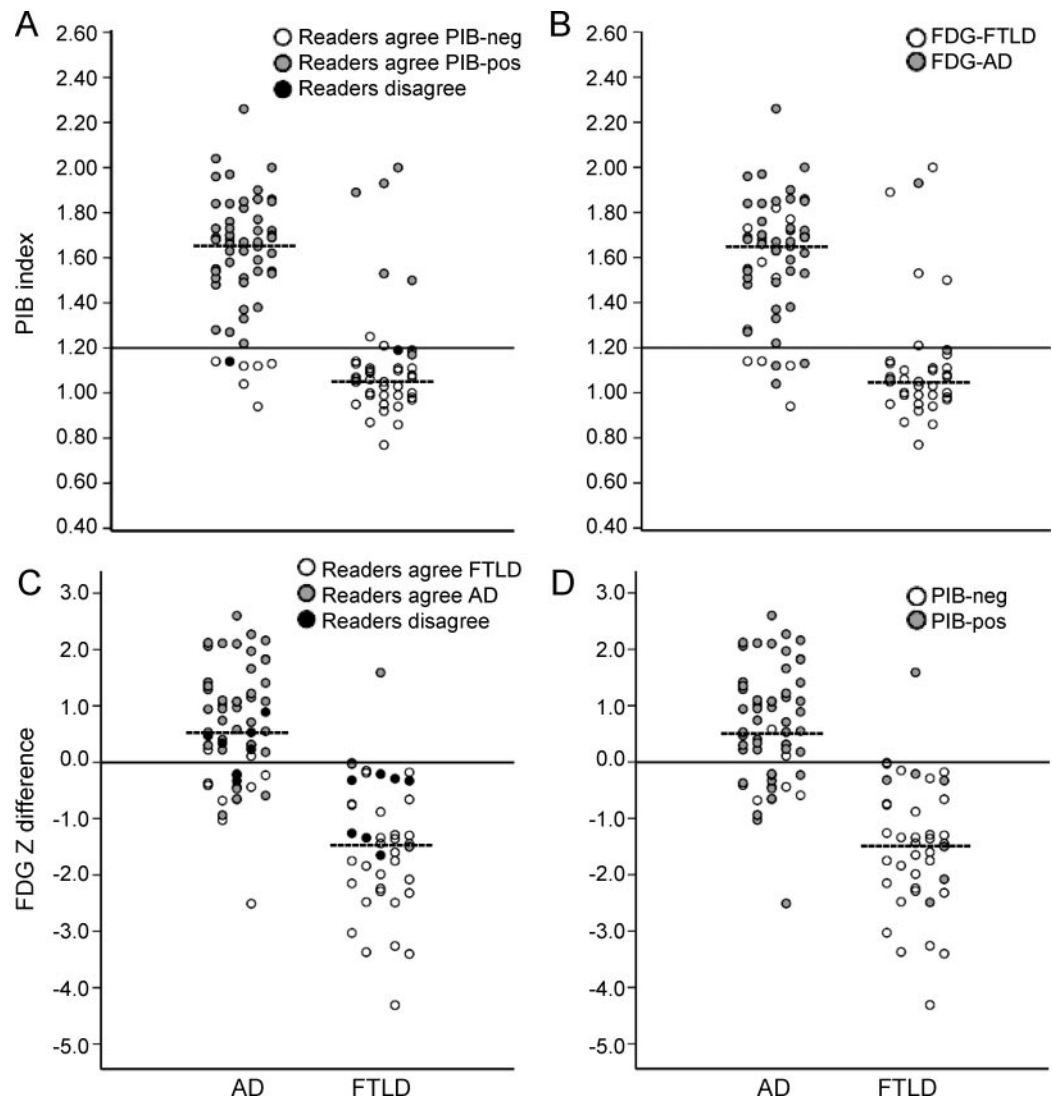 A
Readers agree PIB-neg
Readers agree PIB-pos
Readers disagree
2.60
2.40
2.20
2.00
1.80
1.60
1.40
1.20
1.00
0.80
0.60
0.40
PIB index
B
FDG-FTLD
FDG-AD
2.60
2.40
2.20
2.00
1.80
1.60
1.40
1.20
1.00
0.80
0.60
0.40
C
Readers agree FTLD
Readers agree AD
Readers disagree
3.0
2.0
1.0
0.0
-1.0
-2.0
-3.0
-4.0
-5.0
FDG Z difference
AD
FTLD
D
PIB-neg
PIB-pos
3.0
2.0
1.0
0.0
-1.0
-2.0
-3.0
-4.0
-5.0
AD
FTLD